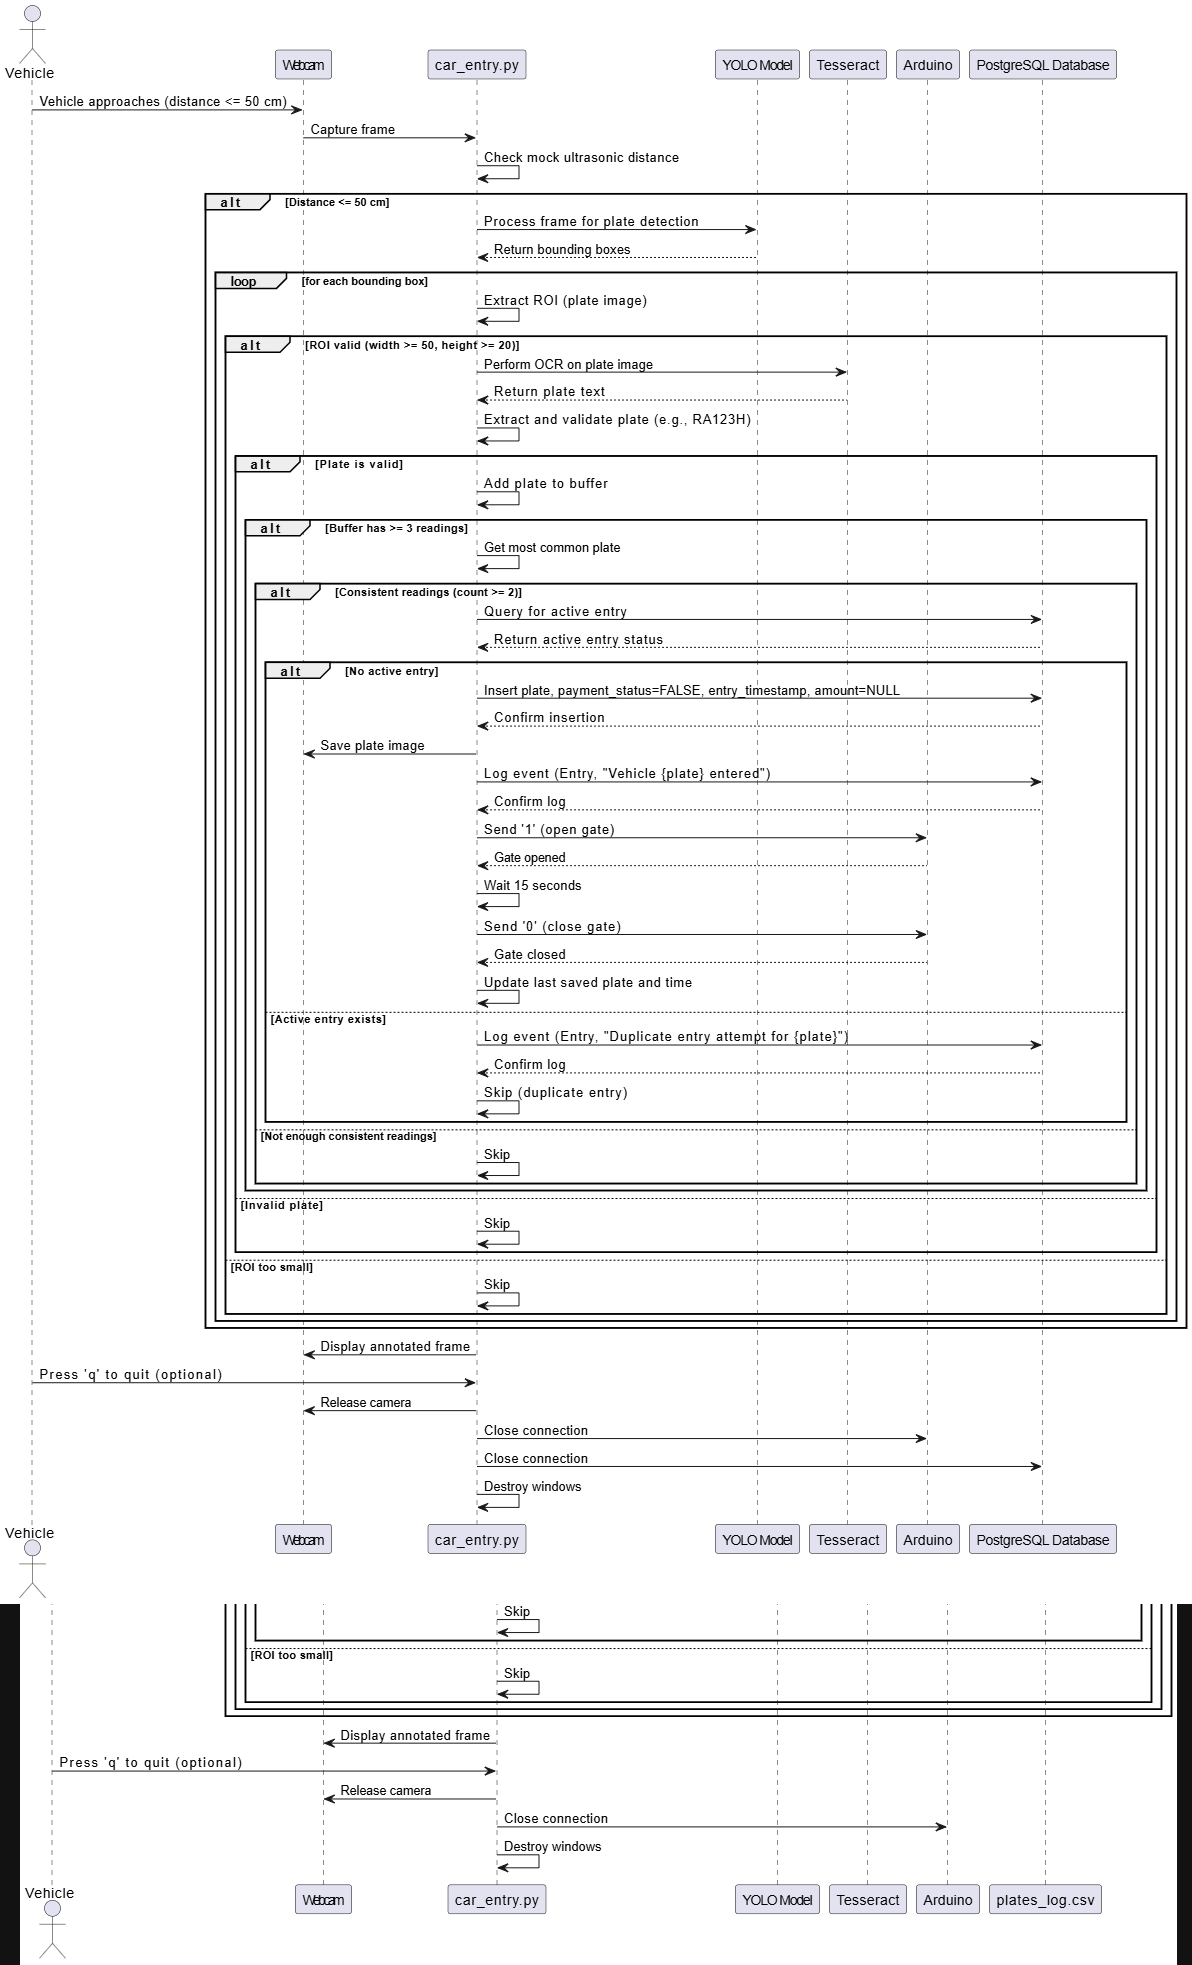 Vehicle
Webcam
car_entry.py
YOLO Model
Tesseract
Arduino
PostgreSQL Database
Vehicle approaches (distance <= 50 cm)
Capture frame
Check mock ultrasonic distance
alt [Distance <= 50 cm]
Process frame for plate detection
Return bounding boxes
loop [for each bounding box]
Extract ROI (plate image)
alt [ROI valid (width >= 50, height >= 20)]
Perform OCR on plate image
Return plate text
Extract and validate plate (e.g., RA123H)
alt [Plate is valid]
Add plate to buffer
alt [Buffer has >= 3 readings]
Get most common plate
alt [Consistent readings (count >= 2)]
Query for active entry
Return active entry status
alt [No active entry]
Insert plate, payment_status=FALSE, entry_timestamp, amount=NULL
Confirm insertion
Save plate image
Log event (Entry, "Vehicle {plate} entered")
Confirm log
Send '1' (open gate)
Gate opened
Wait 15 seconds
Send '0' (close gate)
Gate closed
Update last saved plate and time
[Active entry exists]
Log event (Entry, "Duplicate entry attempt for {plate}")
Confirm log
Skip (duplicate entry)
[Not enough consistent readings]
Skip
[Invalid plate]
Skip
[ROI too small]
Skip
Display annotated frame
Press 'q' to quit (optional)
Release camera
Close connection
Close connection
Destroy windows
Vehicle
Webcam
car_entry.py
YOLO Model
Tesseract
Arduino
PostgreSQL Database
Skip
[ROI too small]
Skip
Display annotated frame
Press 'q' to quit (optional)
Release camera
Close connection
Destroy windows
Vehicle
Webcam
car_entry.py
YOLO Model
Tesseract
Arduino
plates_log.csv